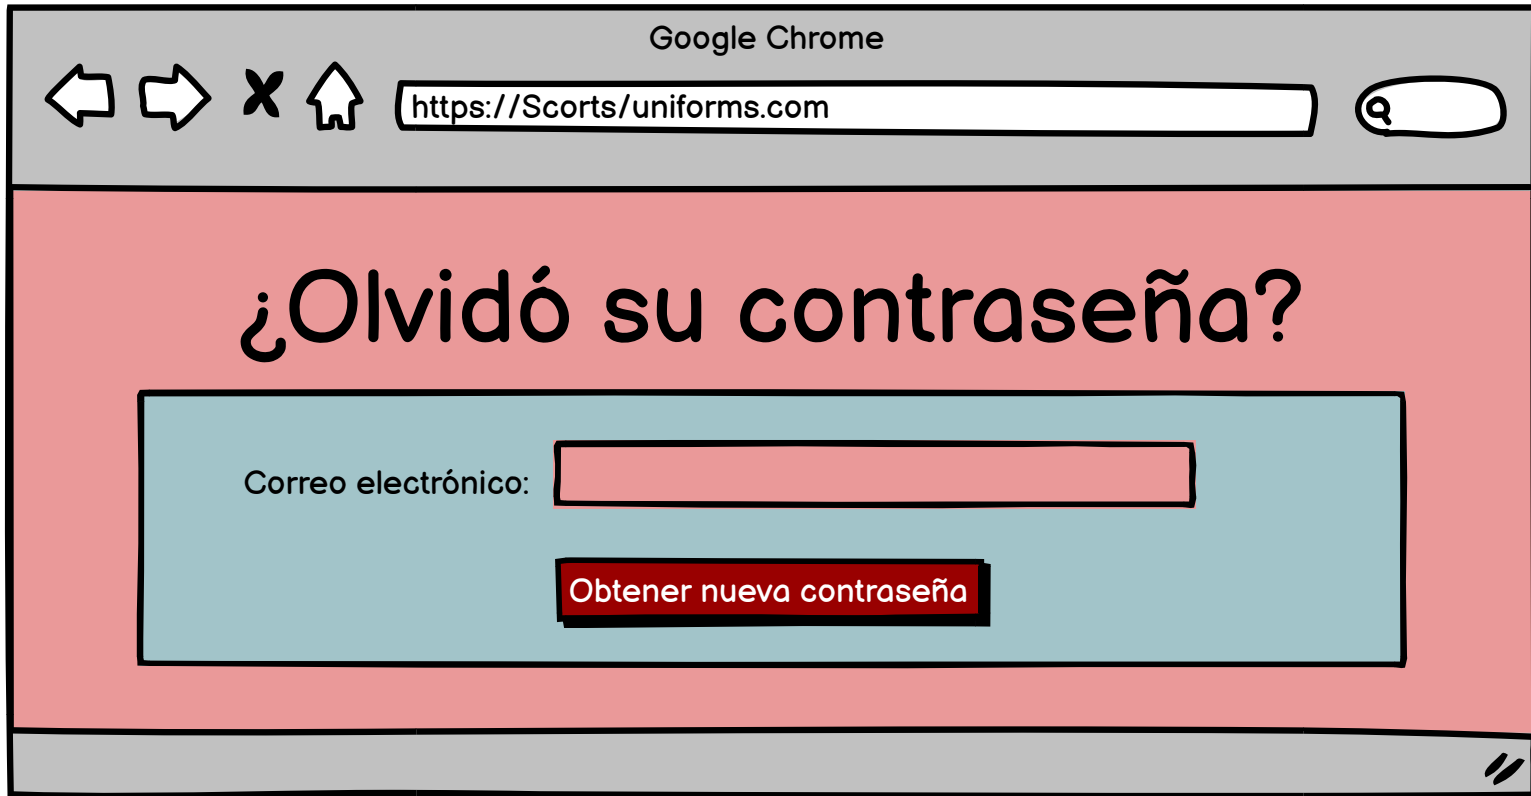 Google Chrome
https://Scorts/uniforms.com
¿Olvidó su contraseña?
Correo electrónico:
Obtener nueva contraseña